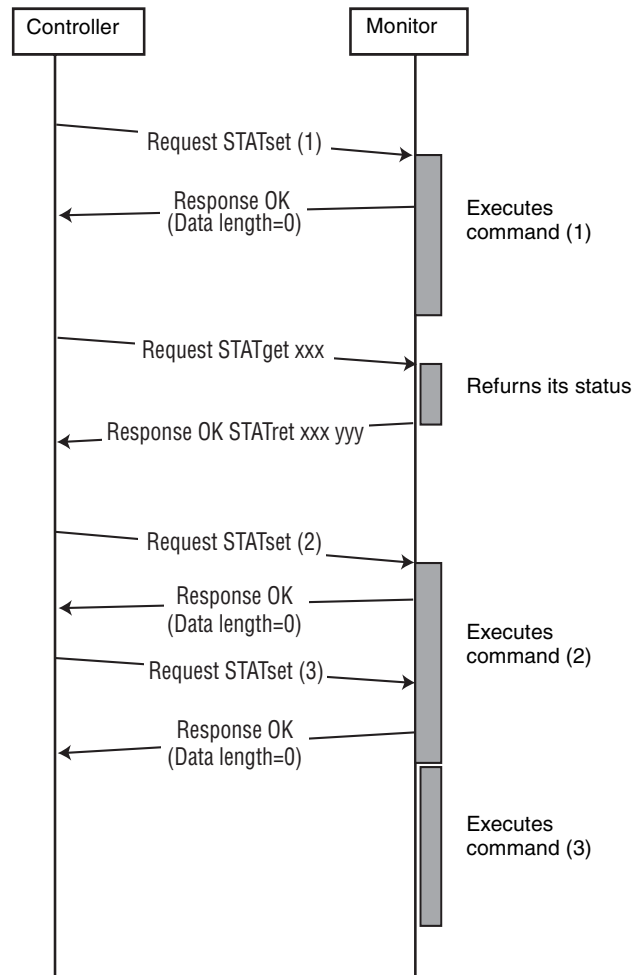 Controller
Monitor
Request STATset (1)
Response OK
(Data length=0)
Executes
command (1)
Request STATget xxx
Refurns its status
Response OK STATret xxx yyy
Request STATset (2)
Response OK
(Data length=0)
Executes
command (2)
Request STATset (3)
Response OK
(Data length=0)
Executes
command (3)